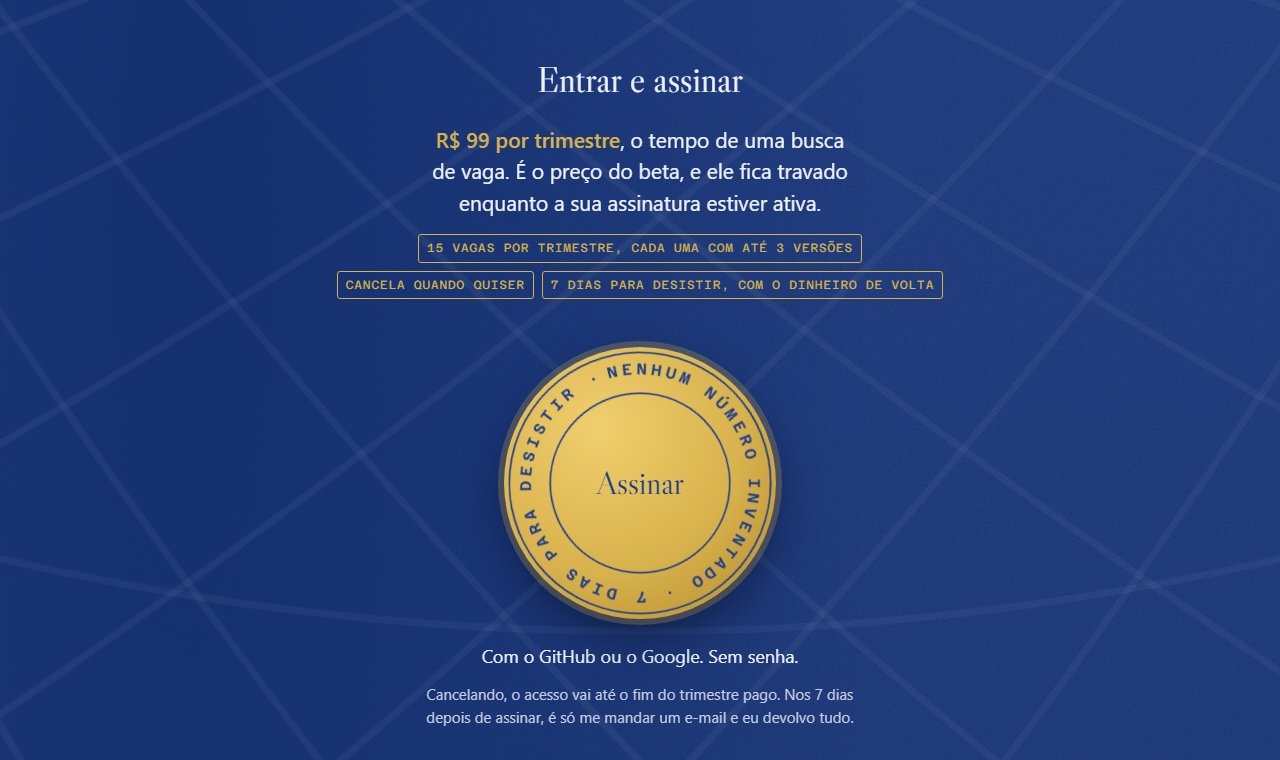 Entrar e assinar
R$ 99 por trimestre, o tempo de uma busca
de vaga. É o preço do beta, e ele fica travado
enquanto a sua assinatura estiver ativa.
15 VAGAS POR TRIMESTRE, CADA UMA COM ATÉ 3 VERSÕES
CANCELA QUANDO QUISER
7 DIAS PARA DESISTIR, COM O DINHEIRO DE VOLTA
NENHUM NÚMERO INVENTADO · 7 DIAS PARA DESISTIR ·
Assinar
Com o GitHub ou o Google. Sem senha.
Cancelando, o acesso vai até o fim do trimestre pago. Nos 7 dias
depois de assinar, é só me mandar um e-mail e eu devolvo tudo.